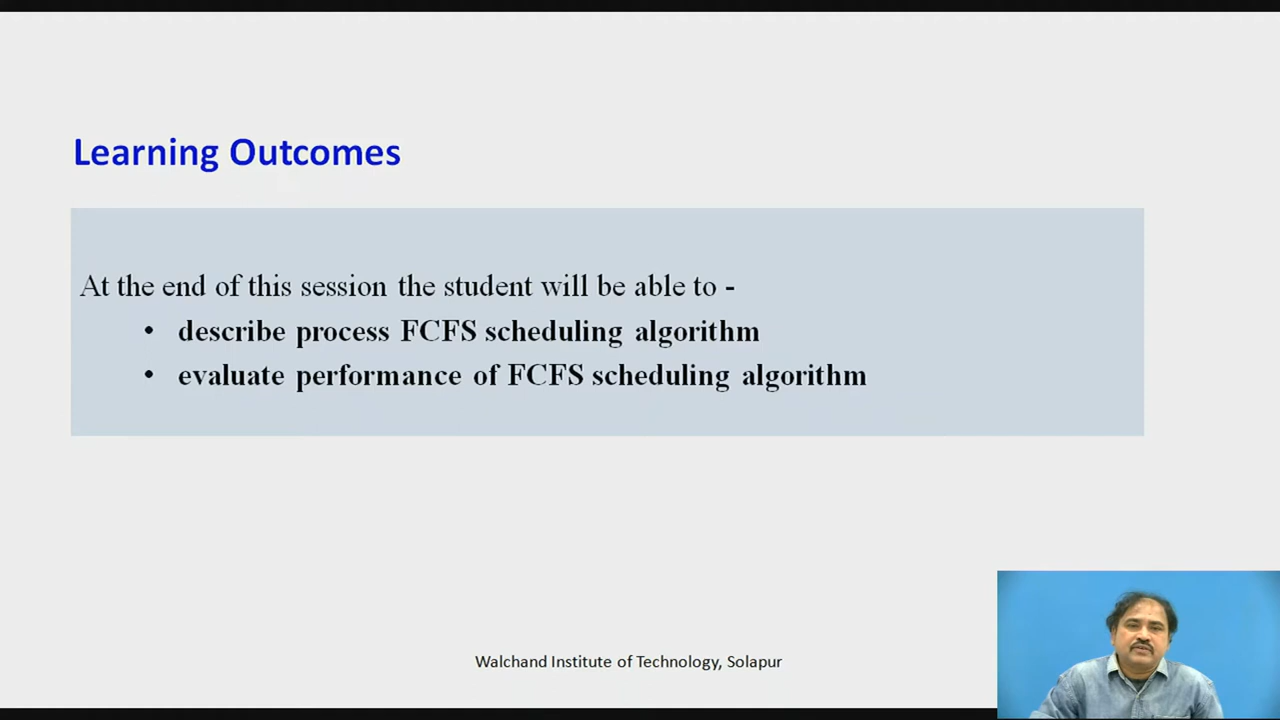 Learning Outcomes
At the end of this session the student will be able to -
• describe process FCFS scheduling algorithm
• evaluate performance of FCFS scheduling algorithm
Walchand Institute of Technology, Solapur